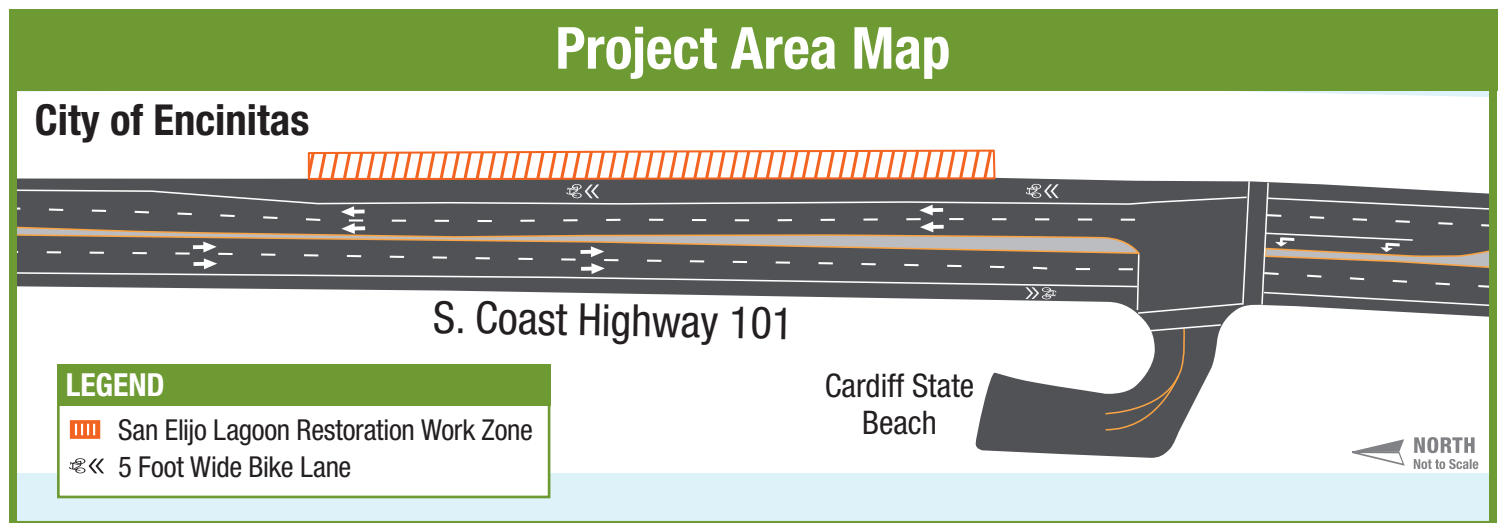 Project Area Map
City of Encinitas
S. Coast Highway 101
LEGEND
San Elijo Lagoon Restoration Work Zone
5 Foot Wide Bike Lane
Cardiff State
Beach
NORTH
Not to Scale